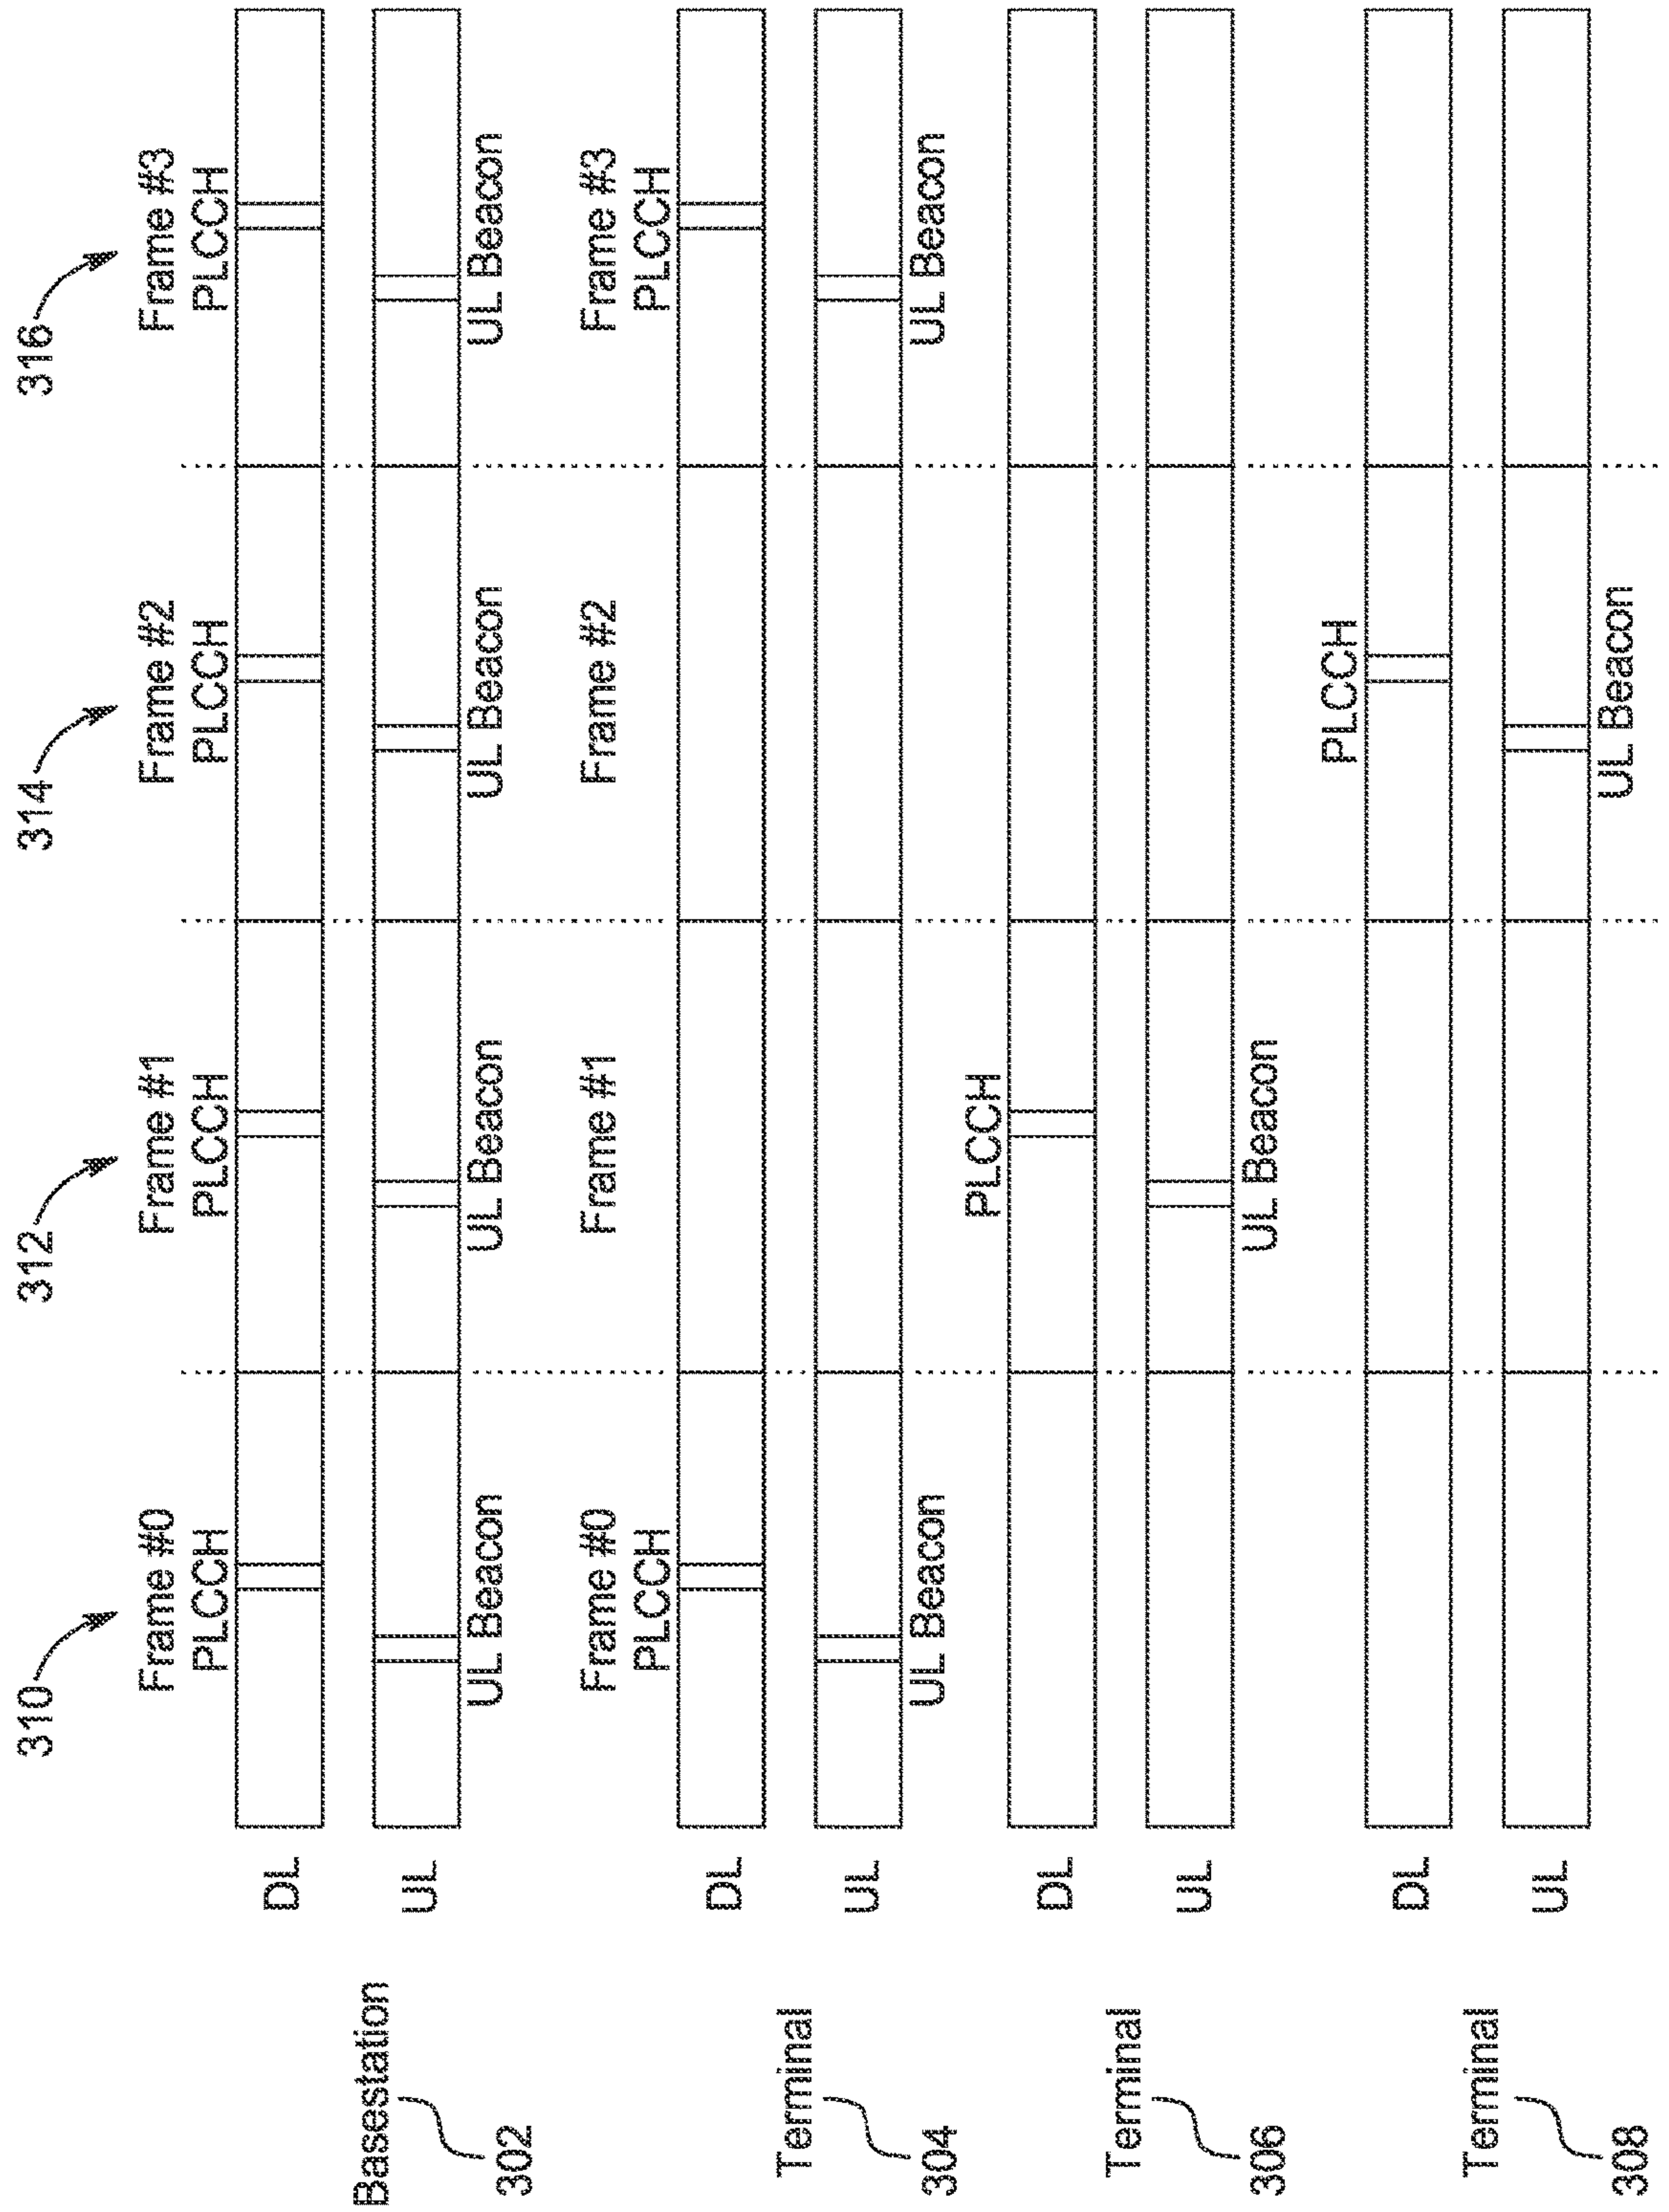 310
312
314
316
Frame #0
Frame #1
Frame #2
Frame #3
PLCCH
PLCCH
PLCCH
PLCCH
DL
Basestation
302
UL
UL Beacon
UL Beacon
UL Beacon
UL Beacon
Frame #0
Frame #1
Frame #2
Frame #3
PLCCH
PLCCH
DL
Terminal
304
UL
UL Beacon
UL Beacon
PLCCH
DL
Terminal
306
UL
UL Beacon
PLCCH
DL
Terminal
308
UL
UL Beacon